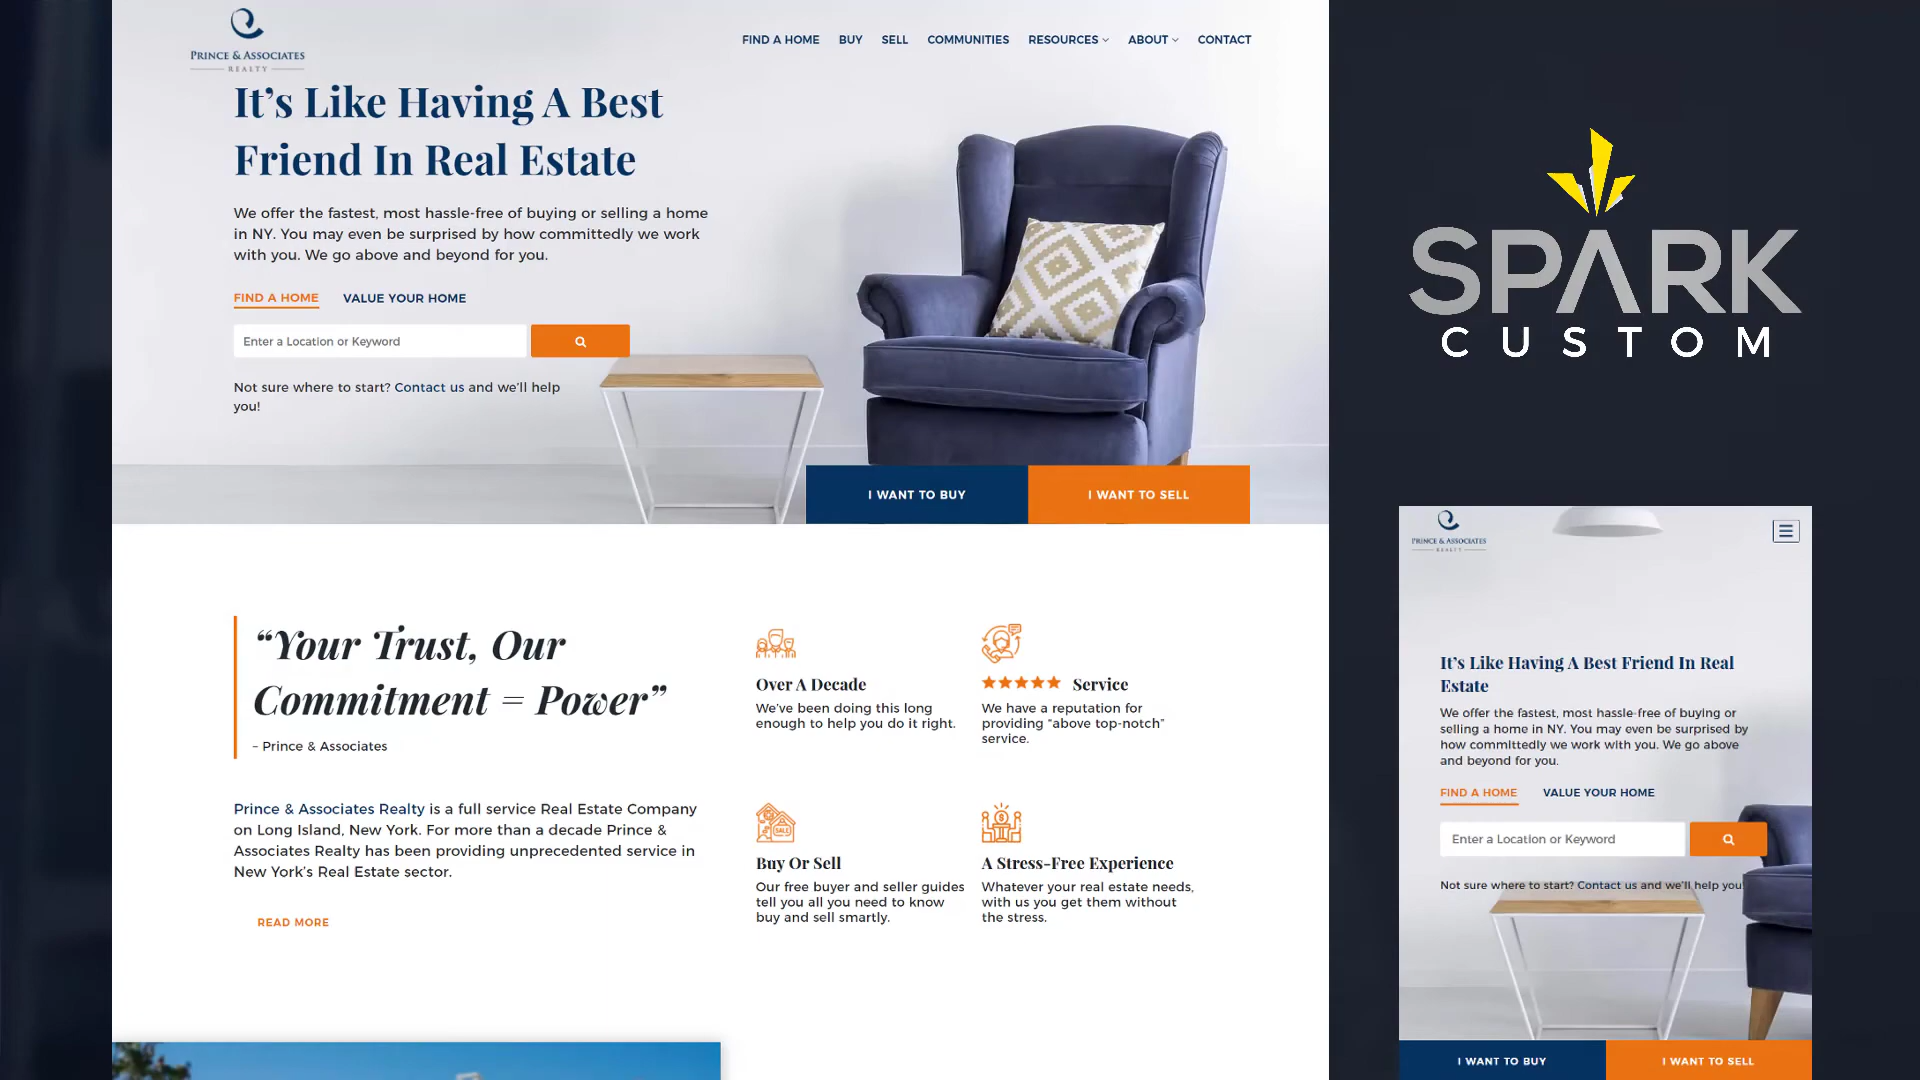 PRINCE & ASSOCIATES
REALTY
FIND A HOME BUY SELL COMMUNITIES RESOURCES ABOUT CONTACT
It's Like Having A Best
Friend In Real Estate
We offer the fastest, most hassle-free of buying or selling a home
in NY. You may even be surprised by how committedly we work
with you. We go above and beyond for you.
FIND A HOME VALUE YOUR HOME
Enter a Location or Keyword
Not sure where to start? Contact us and we'll help
you!
I WANT TO BUY I WANT TO SELL
“Your Trust, Our
Commitment = Power”
– Prince & Associates
Prince & Associates Realty is a full service Real Estate Company
on Long Island, New York. For more than a decade Prince &
Associates Realty has been providing unprecedented service in
New York's Real Estate sector.
READ MORE
Over A Decade
We've been doing this long
enough to help you do it right.
Service
We have a reputation for
providing “above top-notch”
service.
Buy Or Sell
Our free buyer and seller guides
tell you all you need to know
buy and sell smartly.
A Stress-Free Experience
Whatever your real estate needs,
with us you get them without
the stress.
SALE
SPARK
CUSTOM
PRINCE & ASSOCIATES
REALTY
It's Like Having A Best Friend In Real
Estate
We offer the fastest, most hassle-free of buying or
selling a home in NY. You may even be surprised by
how committedly we work with you. We go above
and beyond for you.
FIND A HOME VALUE YOUR HOME
Enter a Location or Keyword
Not sure where to start? Contact us and we'll help you!
I WANT TO BUY I WANT TO SELL